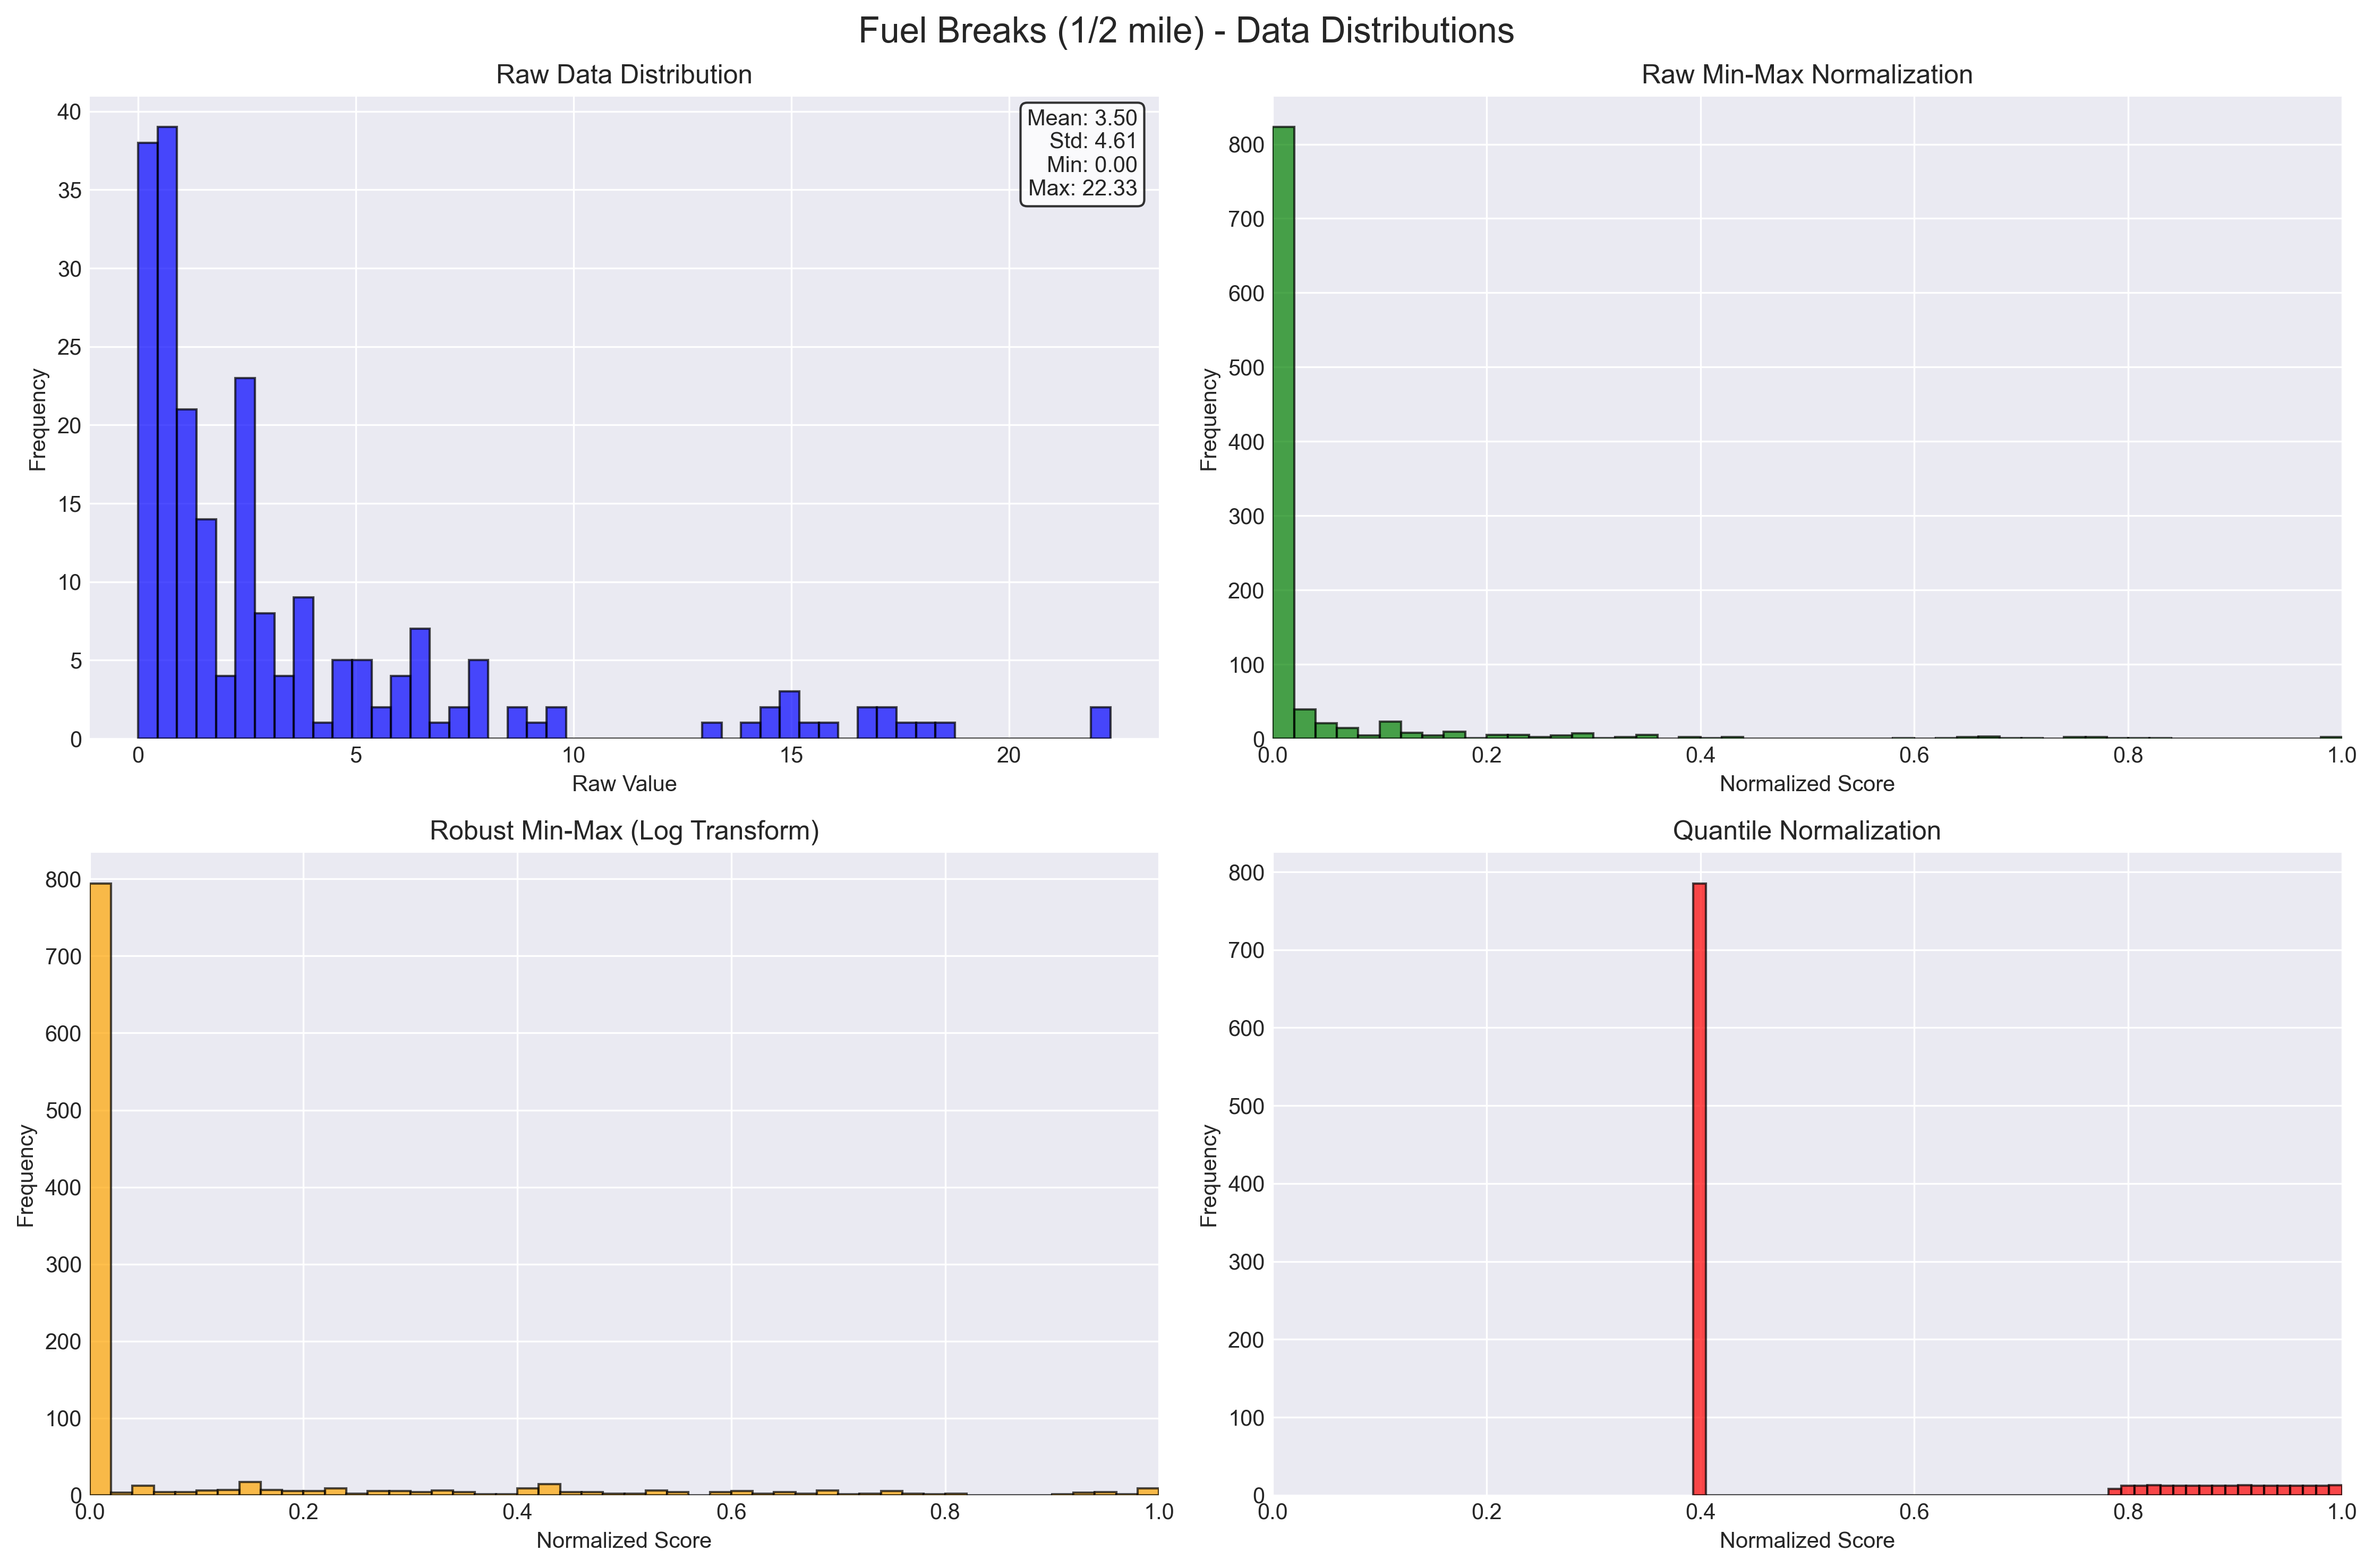 Fuel Breaks (1/2 mile) - Data Distributions
Raw Data Distribution
40
35
30
25
20
15
10
5
0
Frequency
0 5 10 15 20
Raw Value
Mean: 3.50
Std: 4.61
Min: 0.00
Max: 22.33
Raw Min-Max Normalization
800
700
600
500
400
300
200
100
0
Frequency
0.0 0.2 0.4 0.6 0.8 1.0
Normalized Score
Robust Min-Max (Log Transform)
800
700
600
500
400
300
200
100
0
Frequency
0.0 0.2 0.4 0.6 0.8 1.0
Normalized Score
Quantile Normalization
800
700
600
500
400
300
200
100
0
Frequency
0.0 0.2 0.4 0.6 0.8 1.0
Normalized Score